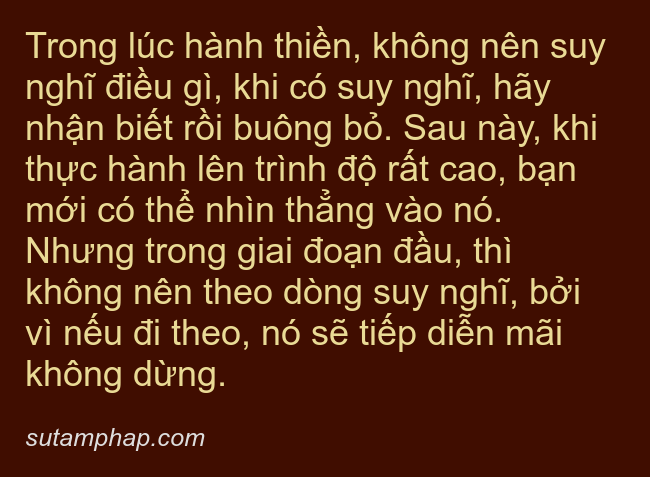 Trong lúc hành thiền, không nên suy
nghĩ điều gì, khi có suy nghĩ, hãy
nhận biết rồi buông bỏ. Sau này, khi
thực hành lên trình độ rất cao, bạn
mới có thể nhìn thẳng vào nó.
Nhưng trong giai đoạn đầu, thì
không nên theo dòng suy nghĩ, bởi
vì nếu đi theo, nó sẽ tiếp diễn mãi
không dừng.
sutamphap.com